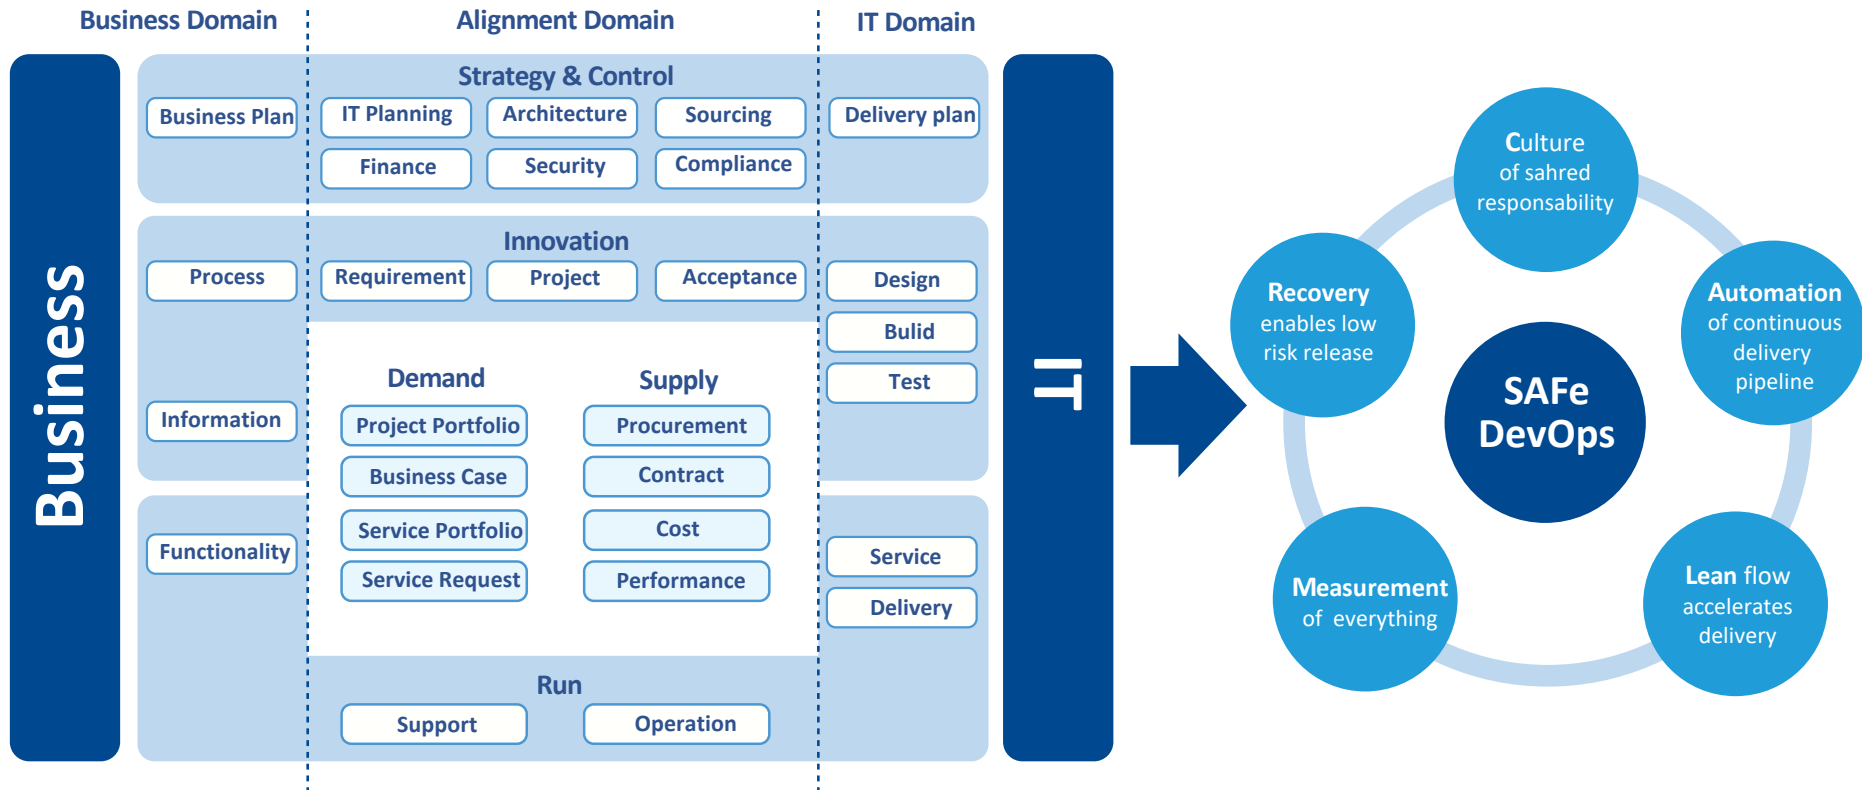 Business Domain
Alignment Domain
IT Domain
Business
Strategy & Control
Business Plan
IT Planning
Architecture
Sourcing
Delivery plan
Finance
Security
Compliance
Innovation
Process
Requirement
Project
Acceptance
Design
Bulid
Test
Information
Demand
Supply
Project Portfolio
Procurement
Business Case
Contract
Service Portfolio
Cost
Service Request
Performance
Functionality
Service
Delivery
Run
Support
Operation
IT
Culture
of sahred
responsability
Recovery
enables low
risk release
Automation
of continuous
delivery
pipeline
SAFe
DevOps
Measurement
of everything
Lean flow
accelerates
delivery